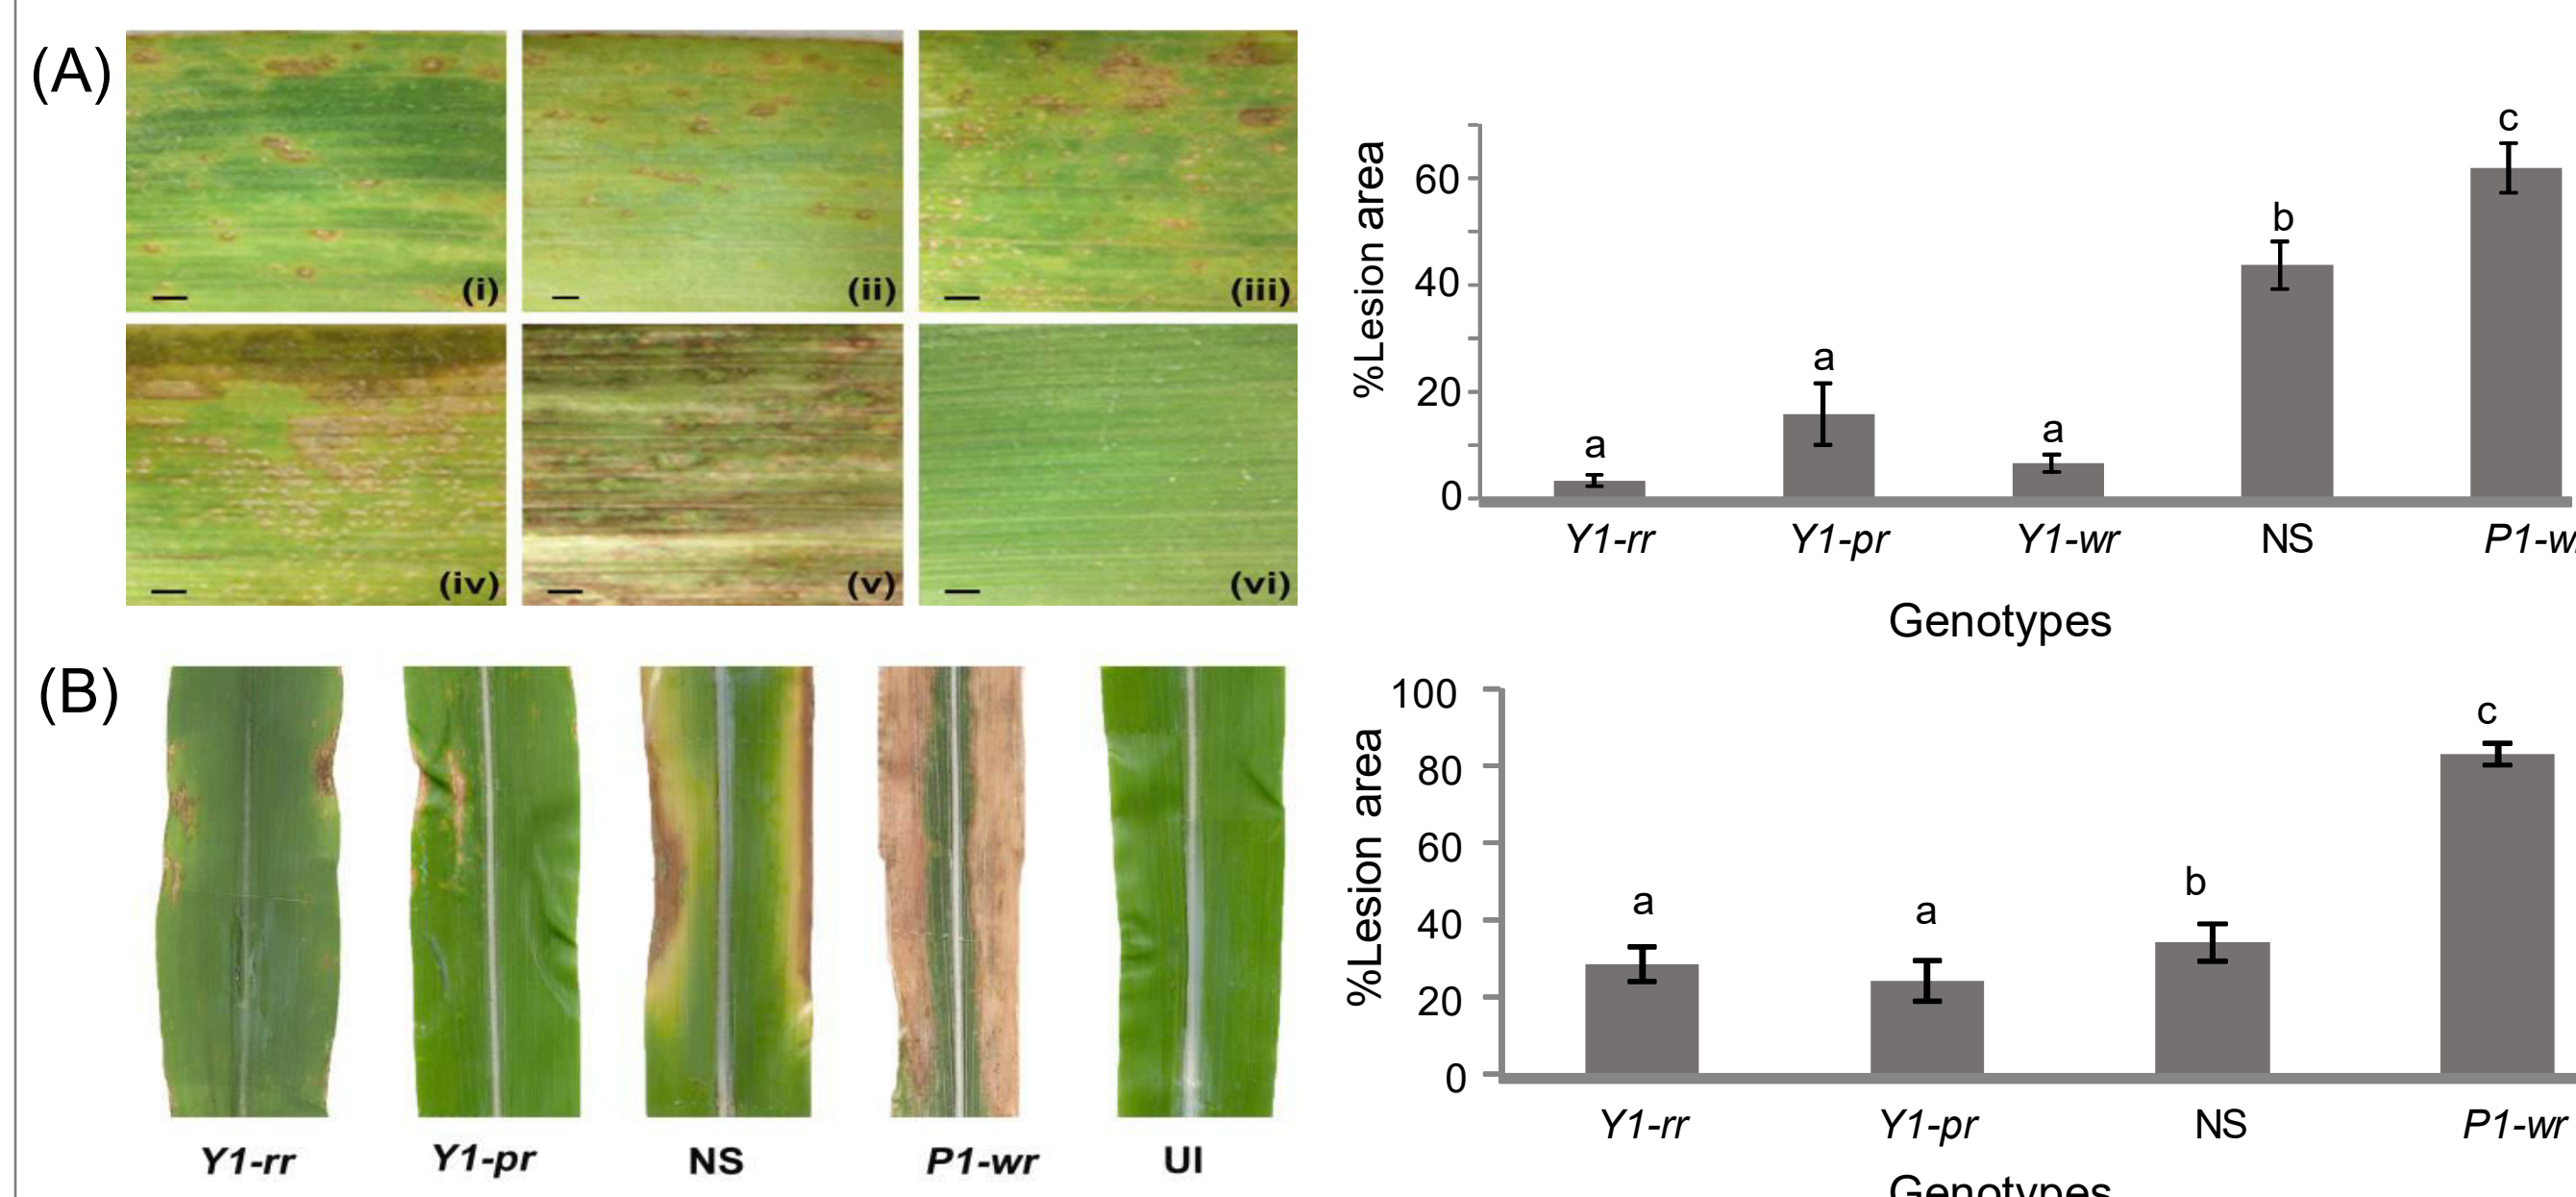 (A)
(i)
(ii)
(iii)
(iv)
(v)
(vi)
%Lesion area
60
40
20
0
a
a
a
b
c
Y1-rr
Y1-pr
Y1-wr
NS
P1-w
Genotypes
(B)
Y1-rr
Y1-pr
NS
P1-wr
UI
%Lesion area
100
80
60
40
20
0
a
a
b
c
Y1-rr
Y1-pr
NS
P1-wr
Genotypes